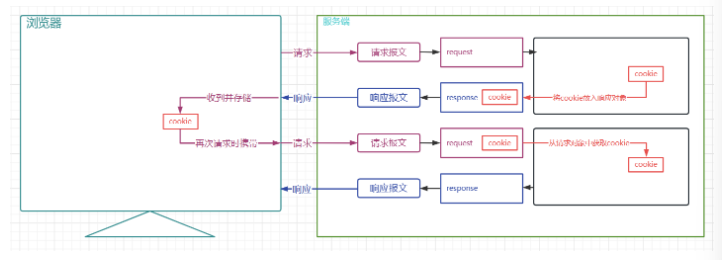 浏览器
服务端
请求
请求报文
request
cookie
收到并存储
响应
响应报文
response
cookie
将cookie放入响应对象
cookie
再次请求时携带
请求
请求报文
request
cookie
从请求对象中获取cookie
cookie
响应
响应报文
response